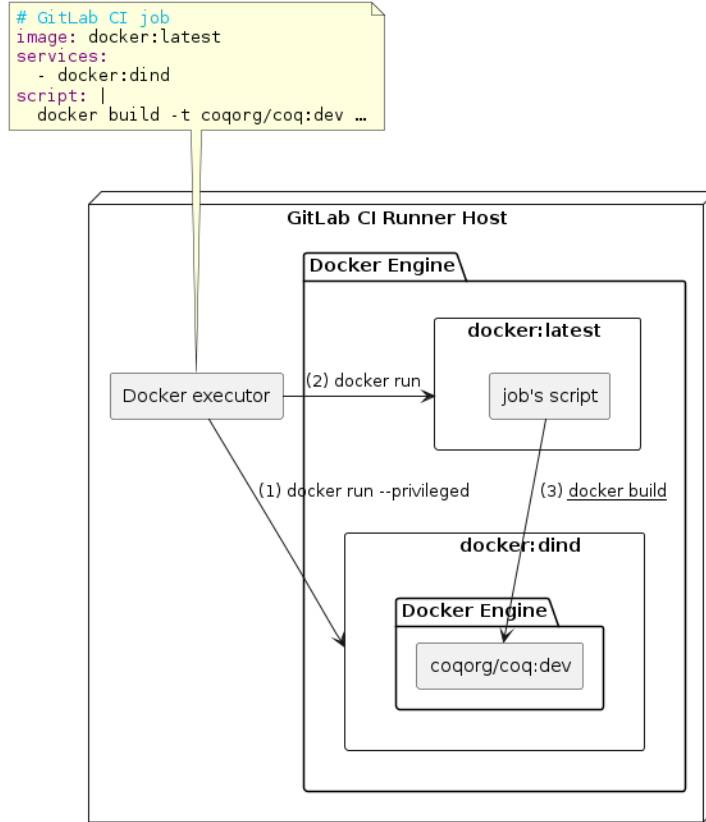 # GitLab CI job
image: docker:latest
services:
  - docker:dind
script: |
  docker build -t coqorg/coq:dev …
GitLab CI Runner Host
Docker Engine
docker:latest
Docker executor
(2) docker run
job's script
(1) docker run --privileged
(3) docker build
docker:dind
Docker Engine
coqorg/coq:dev